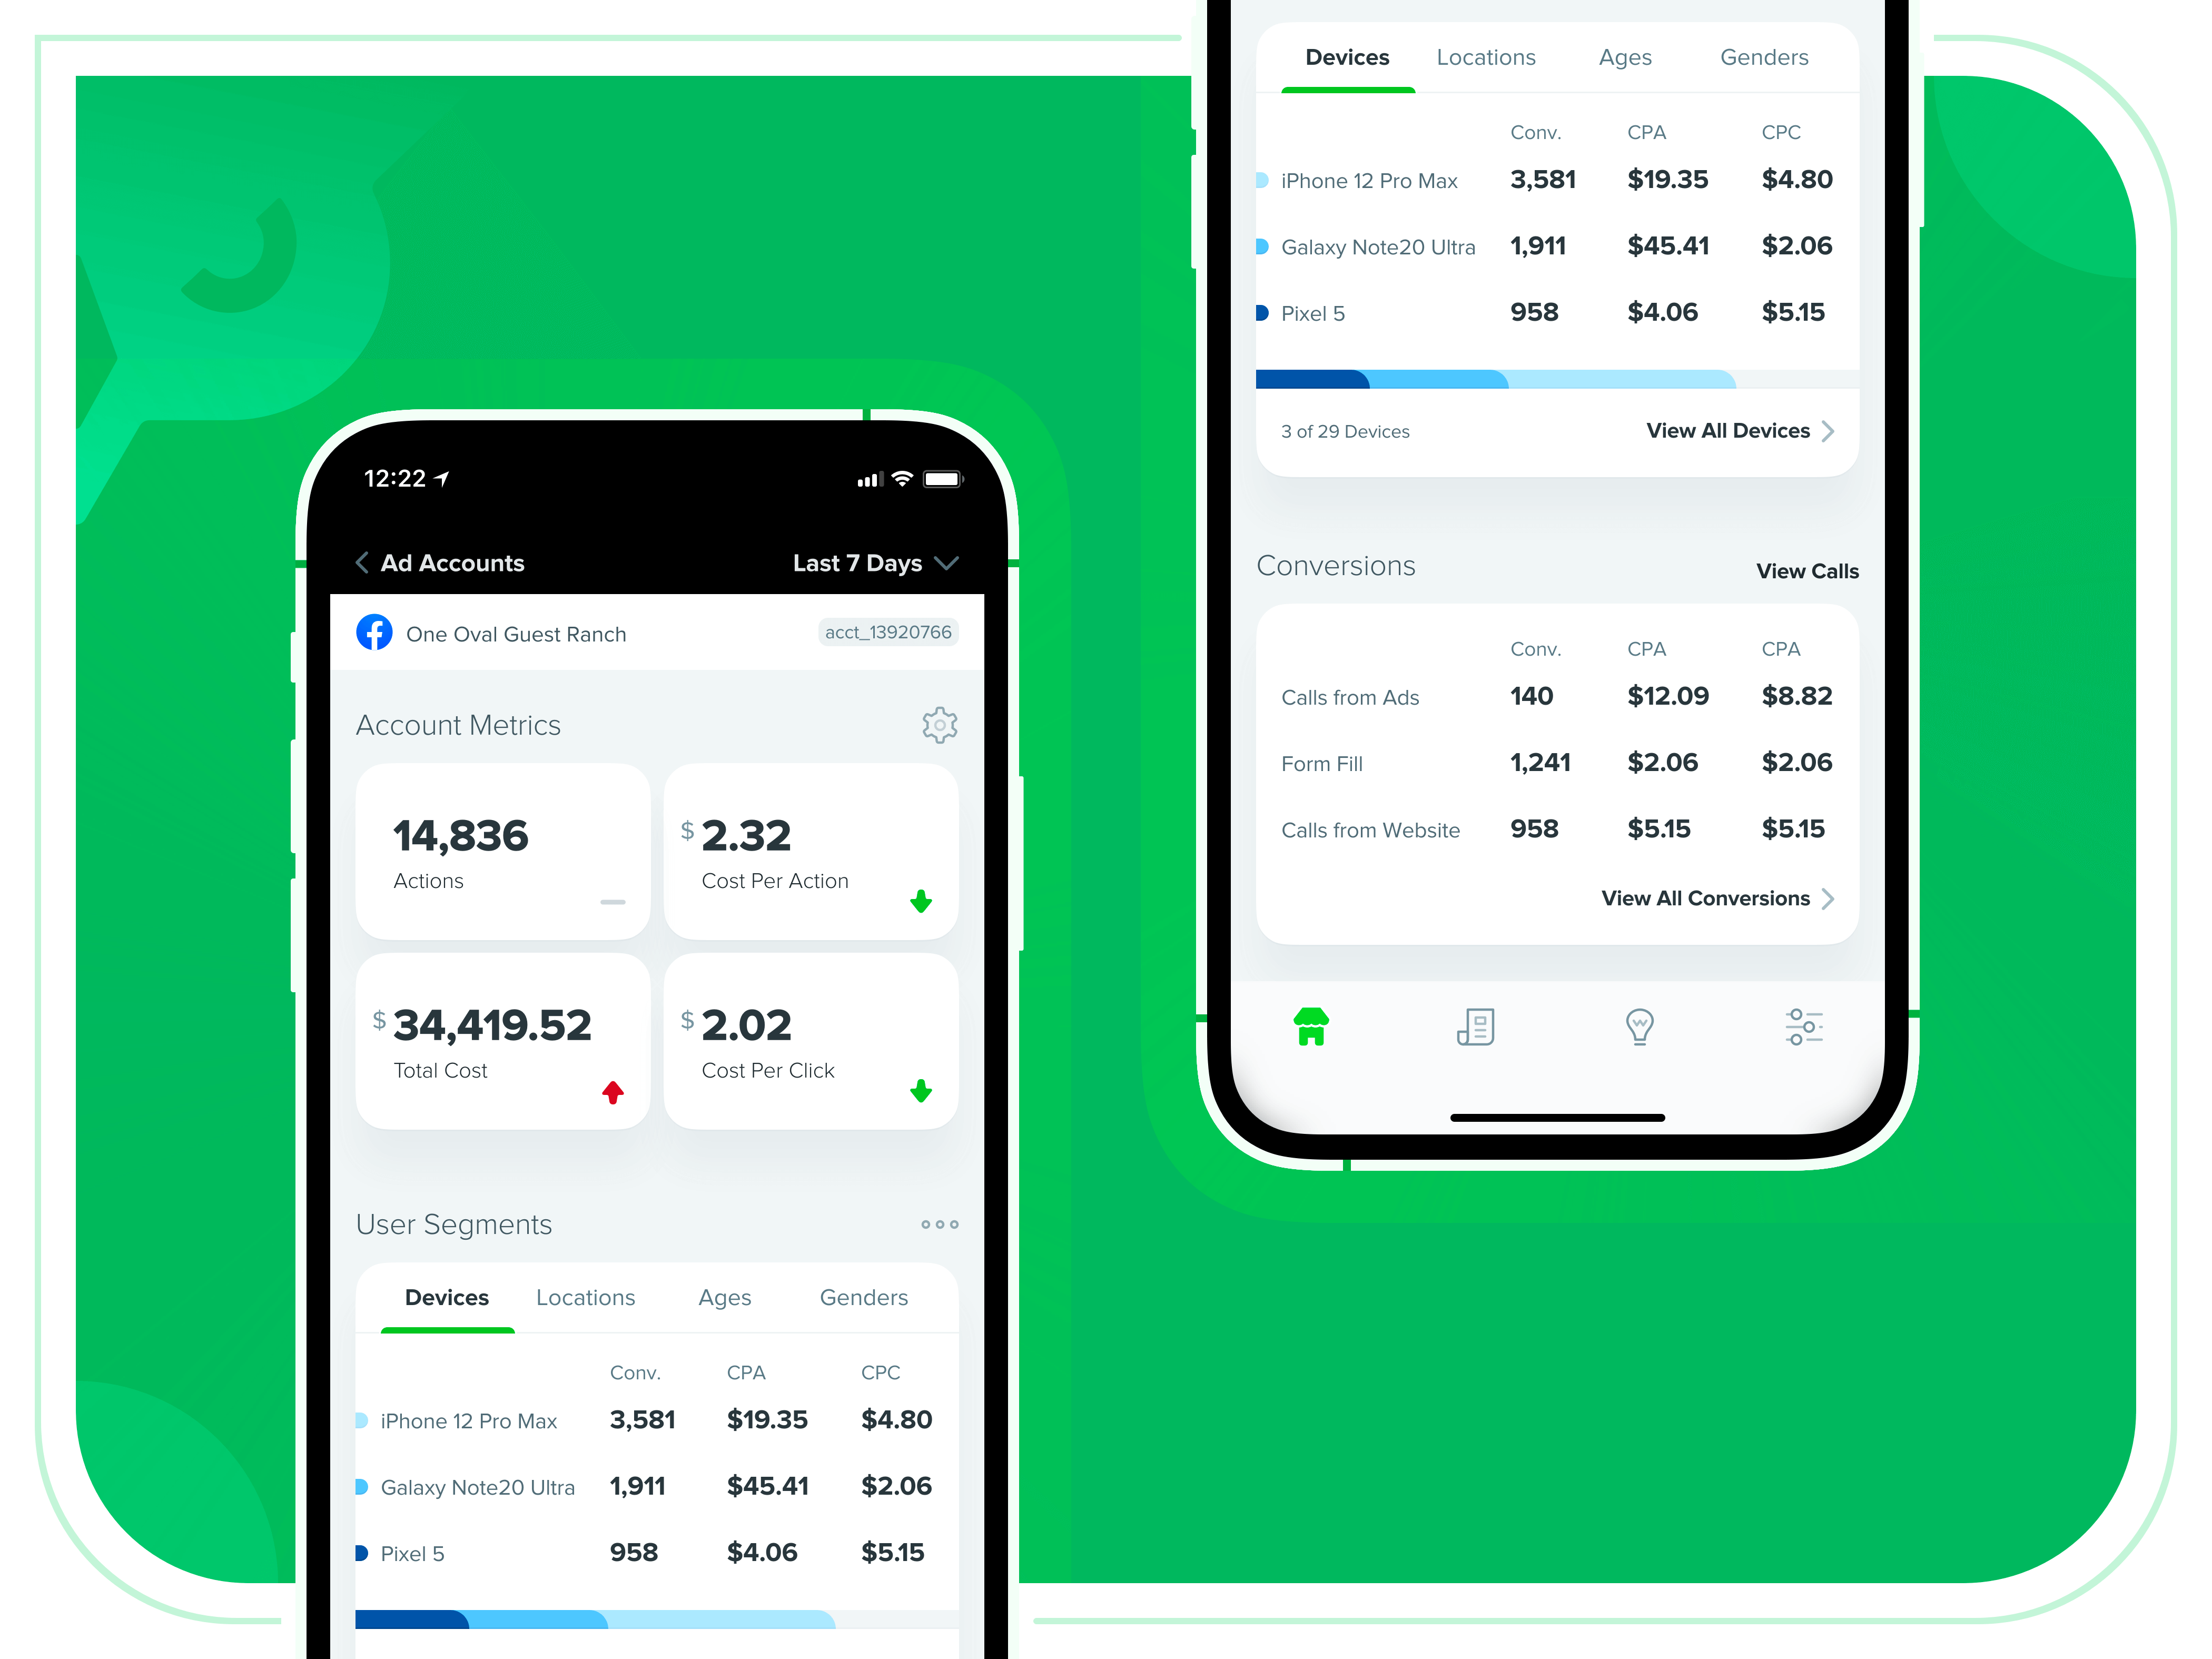 12:22
Ad Accounts Last 7 Days
One Oval Guest Ranch acct_13920766
Account Metrics
14,836
Actions
$ 2.32
Cost Per Action
$ 34,419.52
Total Cost
$ 2.02
Cost Per Click
User Segments
Devices Locations Ages Genders
Conv. CPA CPC
iPhone 12 Pro Max 3,581 $19.35 $4.80
Galaxy Note20 Ultra 1,911 $45.41 $2.06
Pixel 5 958 $4.06 $5.15
Devices Locations Ages Genders
Conv. CPA CPC
iPhone 12 Pro Max 3,581 $19.35 $4.80
Galaxy Note20 Ultra 1,911 $45.41 $2.06
Pixel 5 958 $4.06 $5.15
3 of 29 Devices View All Devices
Conversions View Calls
Conv. CPA CPA
Calls from Ads 140 $12.09 $8.82
Form Fill 1,241 $2.06 $2.06
Calls from Website 958 $5.15 $5.15
View All Conversions